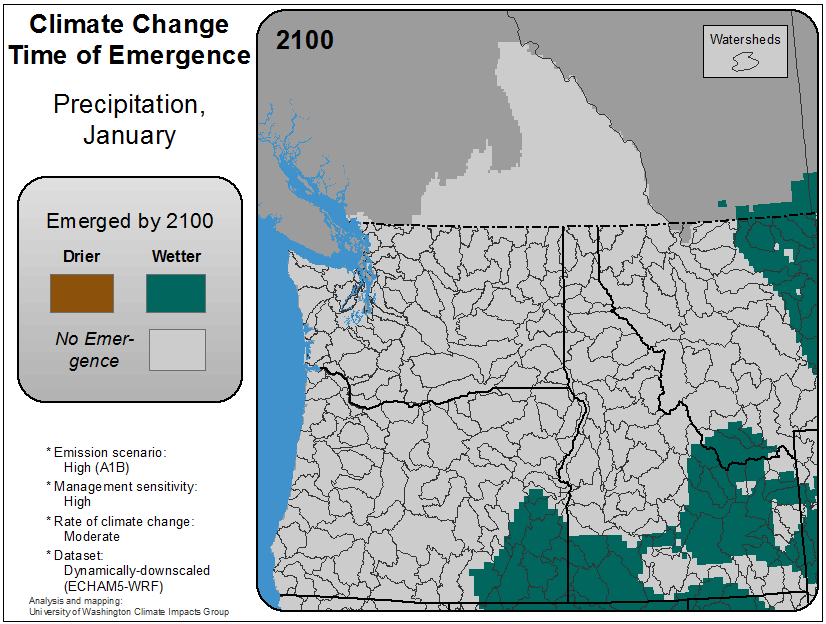 Climate Change
Time of Emergence
Precipitation,
January
Emerged by 2100
Drier
Wetter
No Emer-
gence
* Emission scenario:
High (A1B)
* Management sensitivity:
High
* Rate of climate change:
Moderate
* Dataset:
Dynamically-downscaled
(ECHAM5-WRF)
Analysis and mapping:
University of Washington Climate Impacts Group
2100
Watersheds